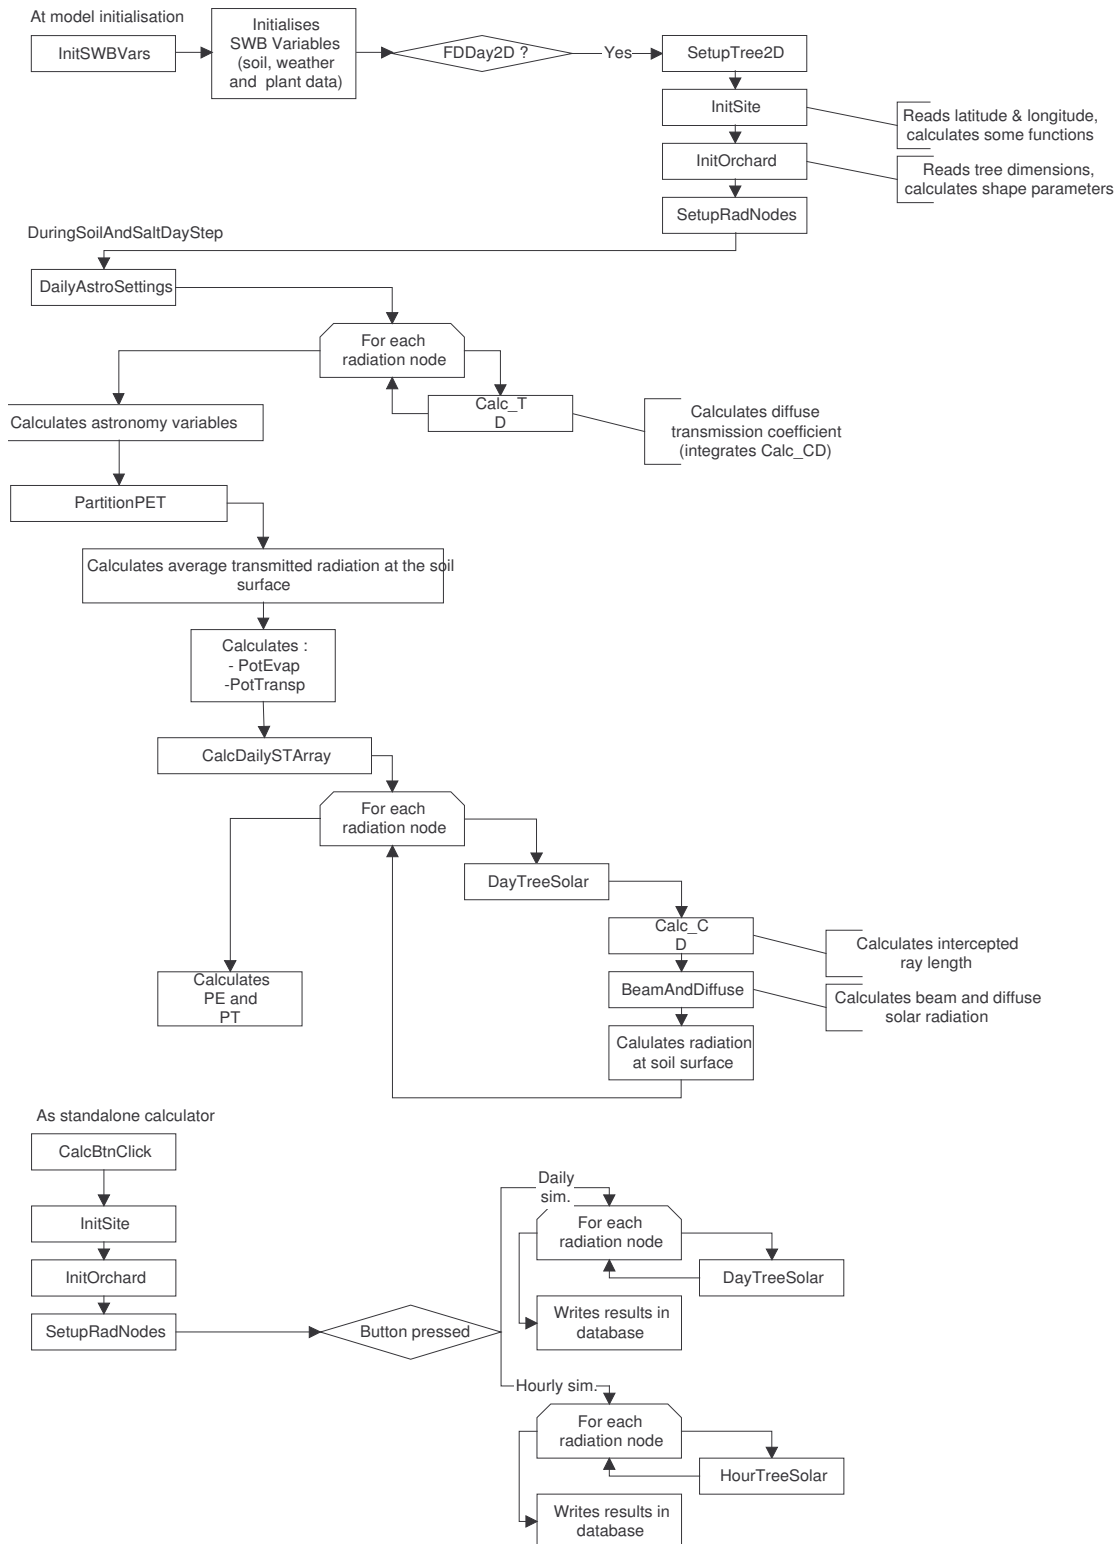 At model initialisation
InitSWBVars
Initialises
SWB Variables
(soil, weather
and plant data)
FDDay2D ?
Yes
SetupTree2D
InitSite
Reads latitude & longitude,
calculates some functions
InitOrchard
Reads tree dimensions,
calculates shape parameters
SetupRadNodes
DuringSoilAndSaltDayStep
DailyAstroSettings
For each
radiation node
Calc_T
D
Calculates diffuse
transmission coefficient
(integrates Calc_CD)
Calculates astronomy variables
PartitionPET
Calculates average transmitted radiation at the soil
surface
Calculates :
- PotEvap
-PotTransp
CalcDailySTArray
For each
radiation node
DayTreeSolar
Calc_C
D
Calculates intercepted
ray length
BeamAndDiffuse
Calculates beam and diffuse
solar radiation
Calculates
PE and
PT
Calulates radiation
at soil surface
As standalone calculator
CalcBtnClick
InitSite
InitOrchard
SetupRadNodes
Button pressed
Daily
sim.
For each
radiation node
DayTreeSolar
Writes results in
database
Hourly sim.
For each
radiation node
HourTreeSolar
Writes results in
database